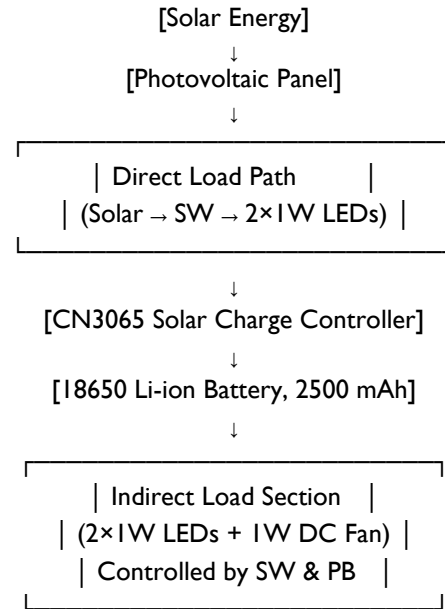 [Solar Energy]
↓
[Photovoltaic Panel]
↓
│ Direct Load Path │
│ (Solar → SW → 2×1W LEDs) │
↓
[CN3065 Solar Charge Controller]
↓
[18650 Li-ion Battery, 2500 mAh]
↓
│ Indirect Load Section │
│ (2×1W LEDs + 1W DC Fan) │
│ Controlled by SW & PB │